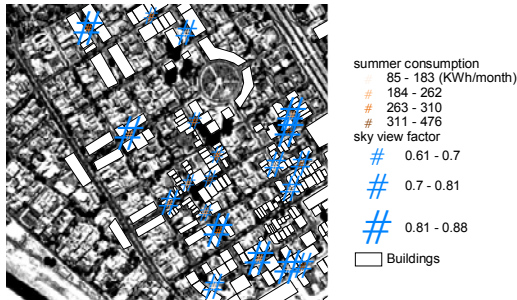 summer consumption
85 - 183 (KWh/month)
184 - 262
263 - 310
311 - 476
sky view factor
0.61 - 0.7
0.7 - 0.81
0.81 - 0.88
Buildings